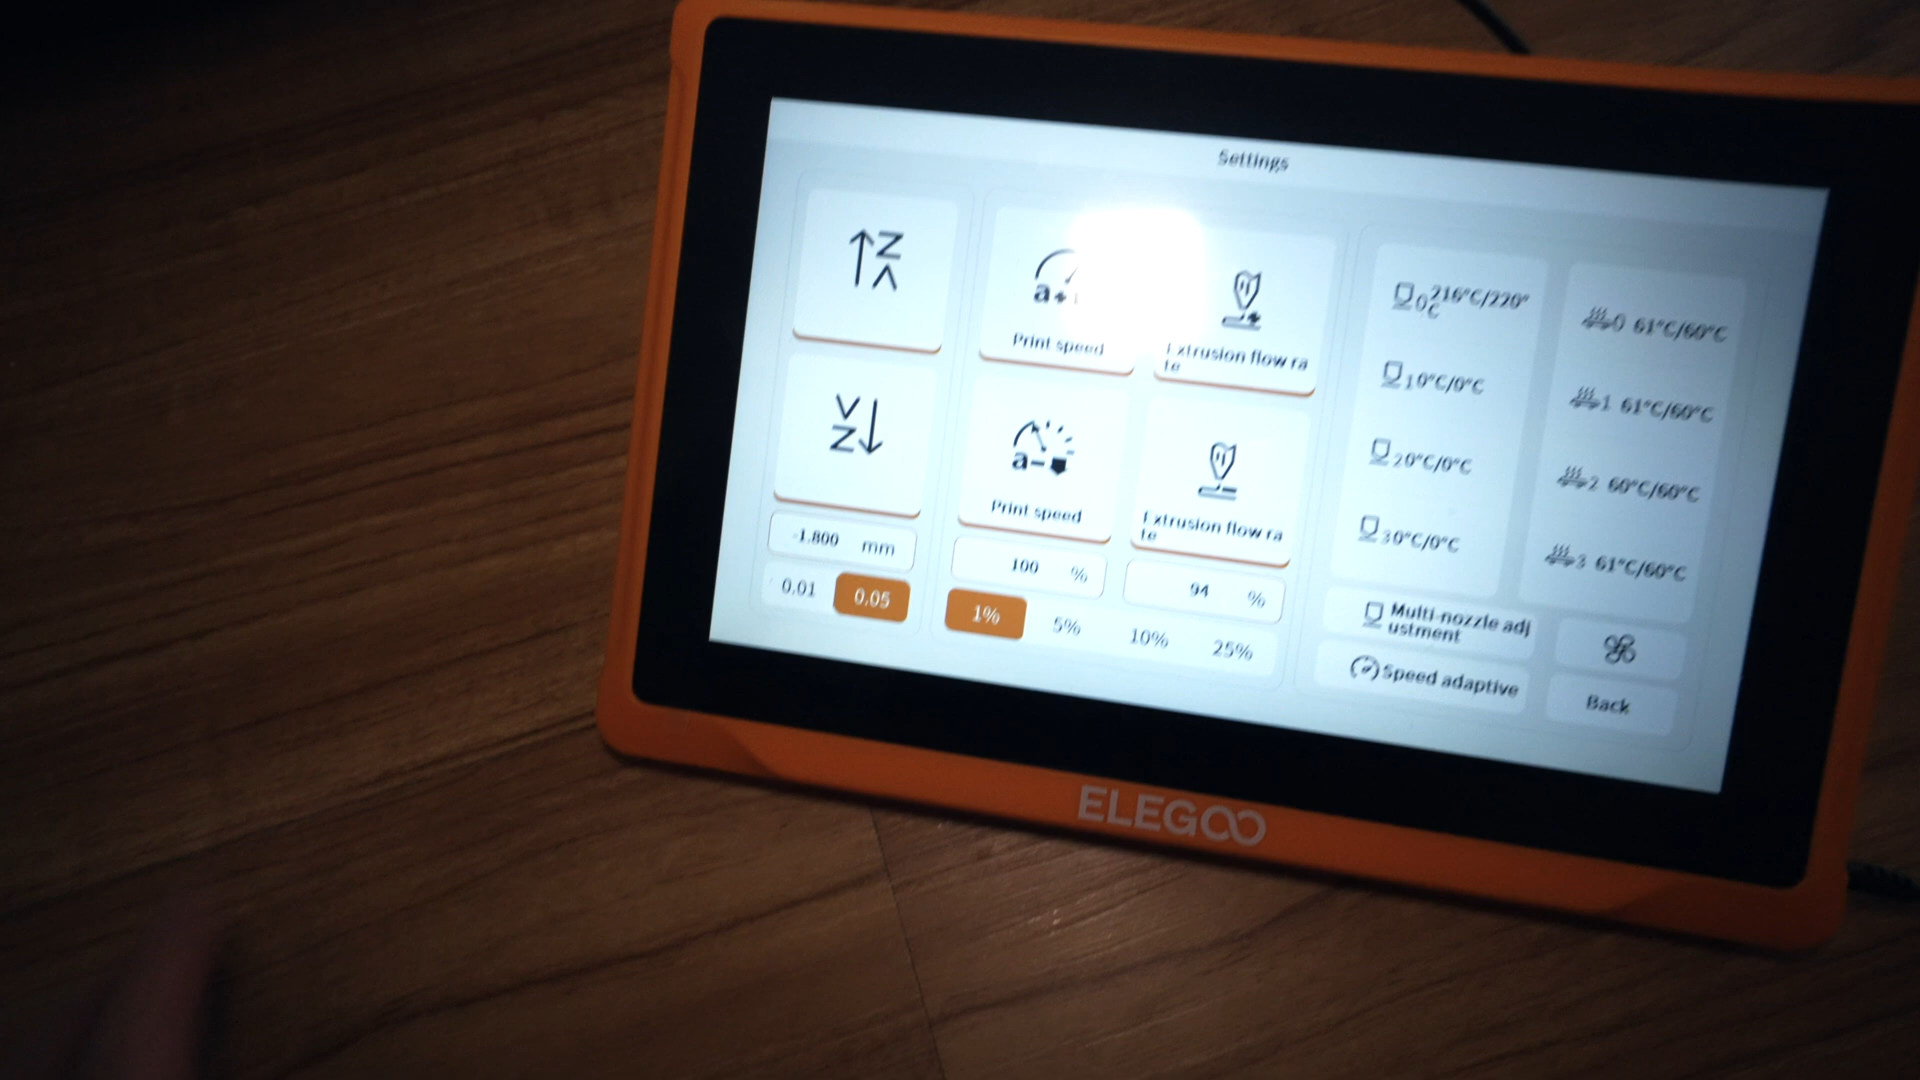 Settings
Z
Z
-1.800 mm
0.01 0.05
a+
Print speed
Extrusion flow ra
te
a-
Print speed
Extrusion flow ra
te
100 %
94 %
1% 5% 10% 25%
0 216°C/220°
C
1 0°C/0°C
2 0°C/0°C
3 0°C/0°C
0 61°C/60°C
1 61°C/60°C
2 60°C/60°C
3 61°C/60°C
Multi-nozzle adj
ustment
Speed adaptive
Back
ELEGOO